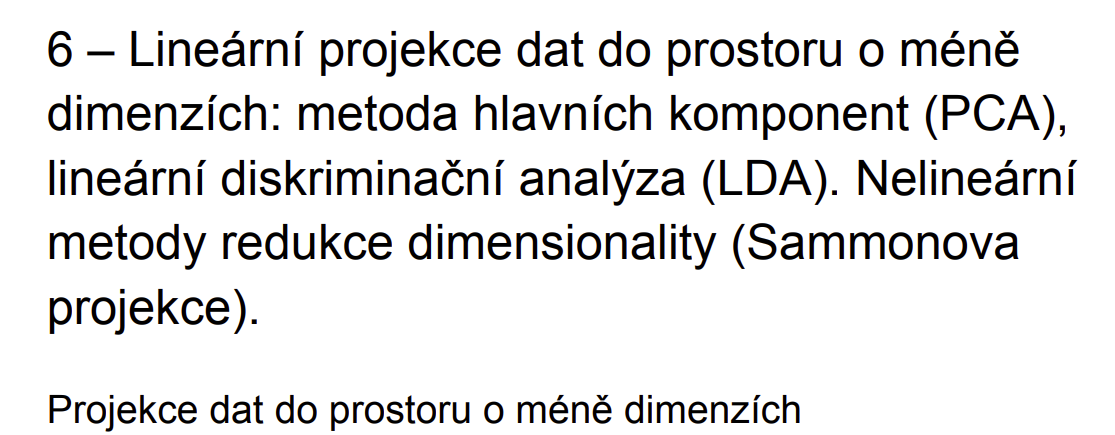 6 – Lineární projekce dat do prostoru o méně
dimenzích: metoda hlavních komponent (PCA),
lineární diskriminační analýza (LDA). Nelineární
metody redukce dimensionality (Sammonova
projekce).
Projekce dat do prostoru o méně dimenzích